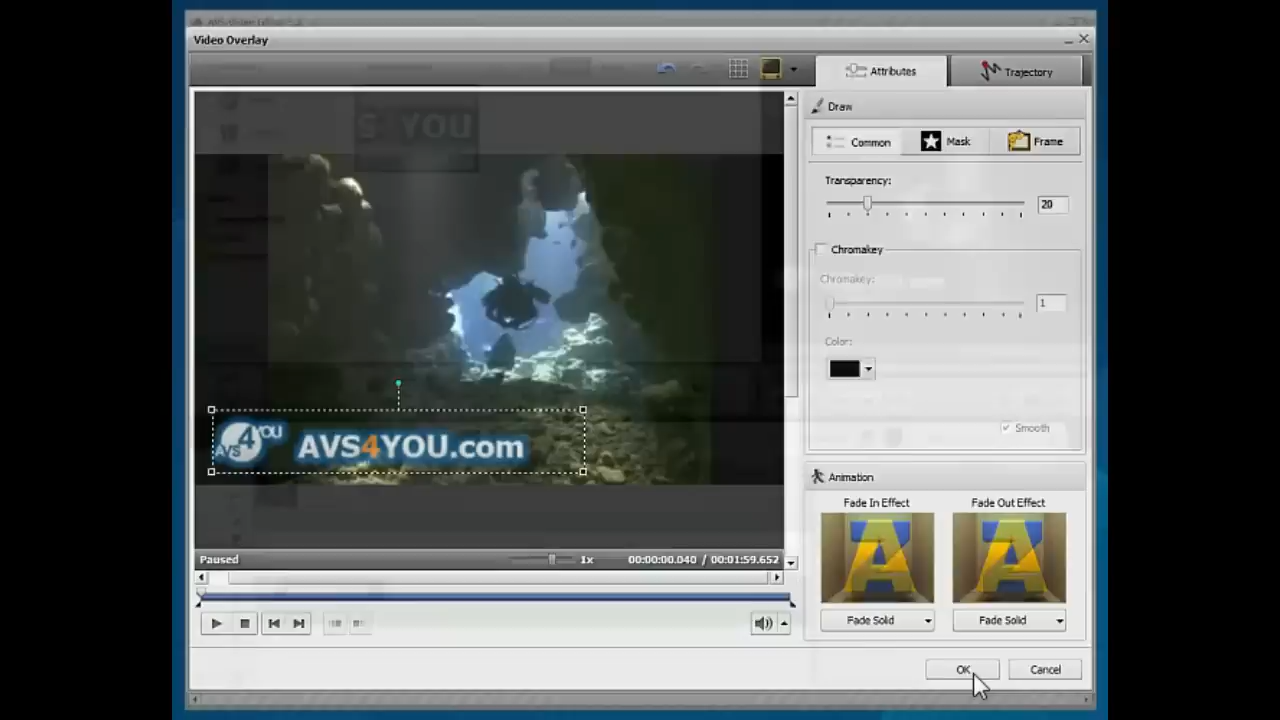 Video Overlay
Attributes
Trajectory
Draw
S4YOU
Common
Mask
Frame
Transparency:
20
Chromakey
Chromakey:
1
Color:
AVS4YOU
AVS4YOU.com
Smooth
Animation
Fade In Effect
Fade Out Effect
A
A
Paused
1x
00:00:00.040 / 00:01:59.652
Fade Solid
Fade Solid
OK
Cancel